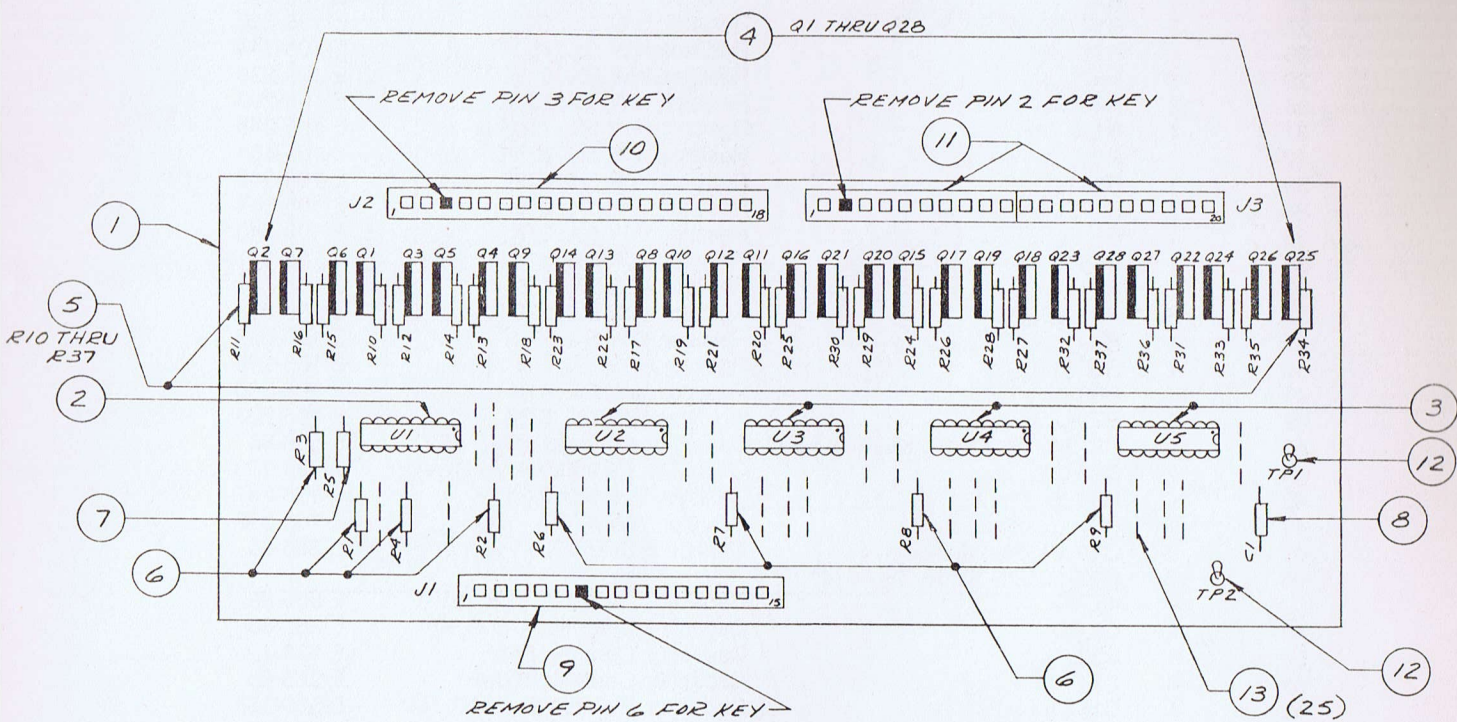 4 Q1 THRU Q28
REMOVE PIN 3 FOR KEY
REMOVE PIN 2 FOR KEY
10
11
J2 1 18
1 20 J3
1
Q2 Q7 Q6 Q1 Q3 Q5 Q4 Q9 Q14 Q13 Q8 Q10 Q12 Q11 Q16 Q21 Q20 Q15 Q17 Q19 Q18 Q23 Q28 Q27 Q22 Q24 Q26 Q25
5
R10 THRU
R37
R11 R16 R15 R10 R12 R14 R13 R18 R23 R22 R17 R19 R21 R20 R25 R30 R29 R24 R26 R28 R27 R32 R37 R36 R31 R33 R35 R34
2
3
U1 U2 U3 U4 U5
R3 R5
TP1
12
7
R1 R4 R2 R6 R7 R8 R9 C1
8
6
J1 1 15
TP2
9
6
13 (25)
12
REMOVE PIN 6 FOR KEY